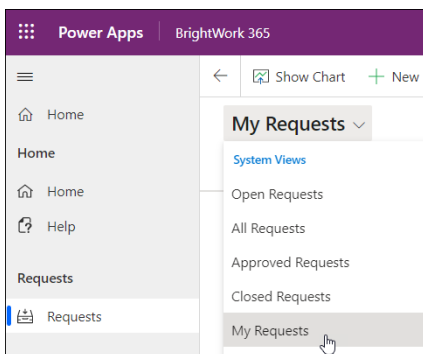 Power Apps BrightWork 365
Show Chart New
Home
My Requests
Home
System Views
Home
Open Requests
Help
All Requests
Approved Requests
Requests
Closed Requests
Requests
My Requests